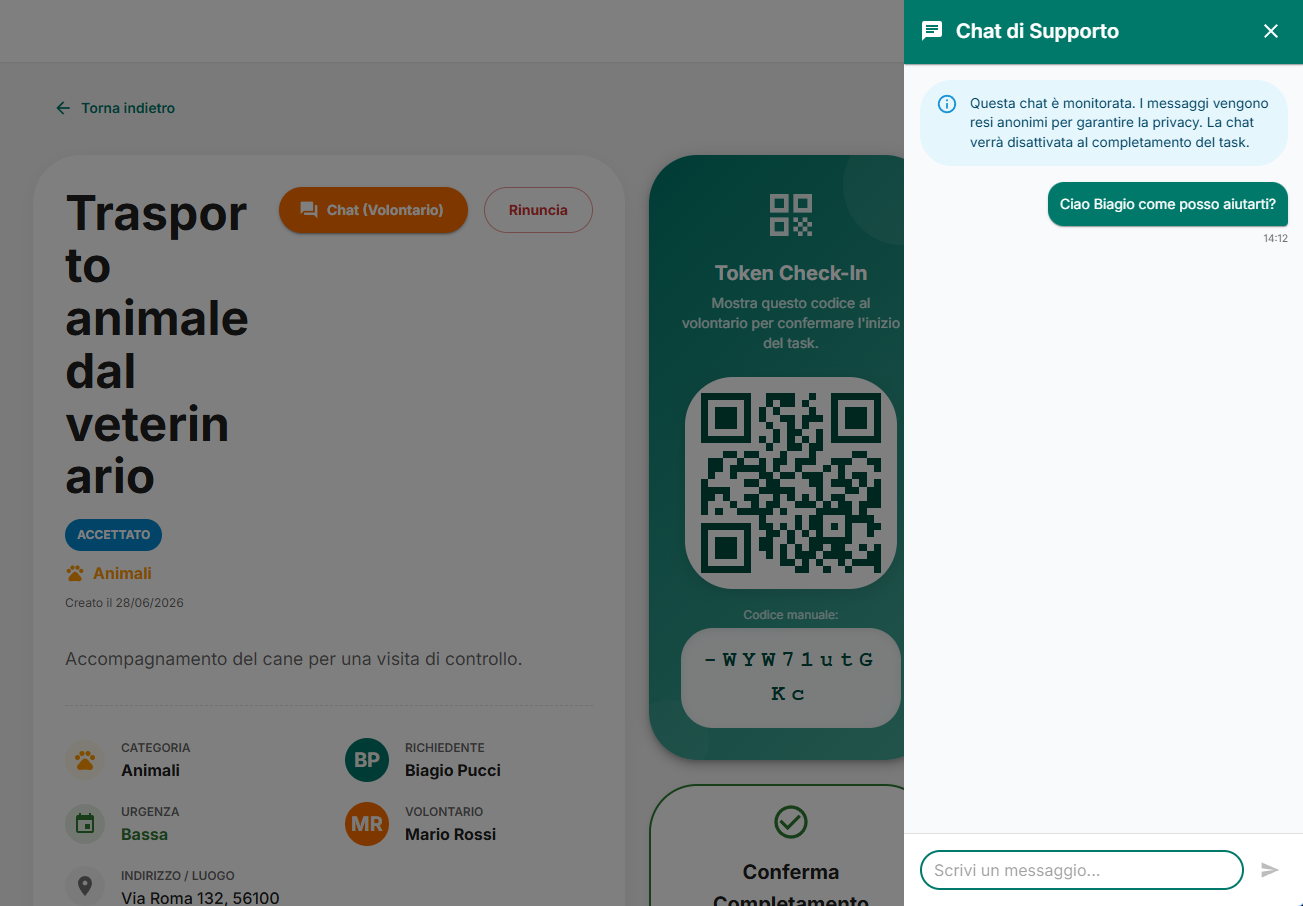 Torna indietro
Traspor
to
animale
dal
veterin
ario
Chat (Volontario)
Rinuncia
ACCETTATO
Animali
Creato il 28/06/2026
Accompagnamento del cane per una visita di controllo.
CATEGORIA
Animali
RICHIEDENTE
BP
Biagio Pucci
URGENZA
Bassa
VOLONTARIO
MR
Mario Rossi
INDIRIZZO / LUOGO
Via Roma 132, 56100
Token Check-In
Mostra questo codice al
volontario per confermare l'inizio
del task.
Codice manuale:
-WYW71utG
Kc
Conferma
Completamento
Chat di Supporto
Questa chat è monitorata. I messaggi vengono
resi anonimi per garantire la privacy. La chat
verrà disattivata al completamento del task.
Ciao Biagio come posso aiutarti?
14:12
Scrivi un messaggio...